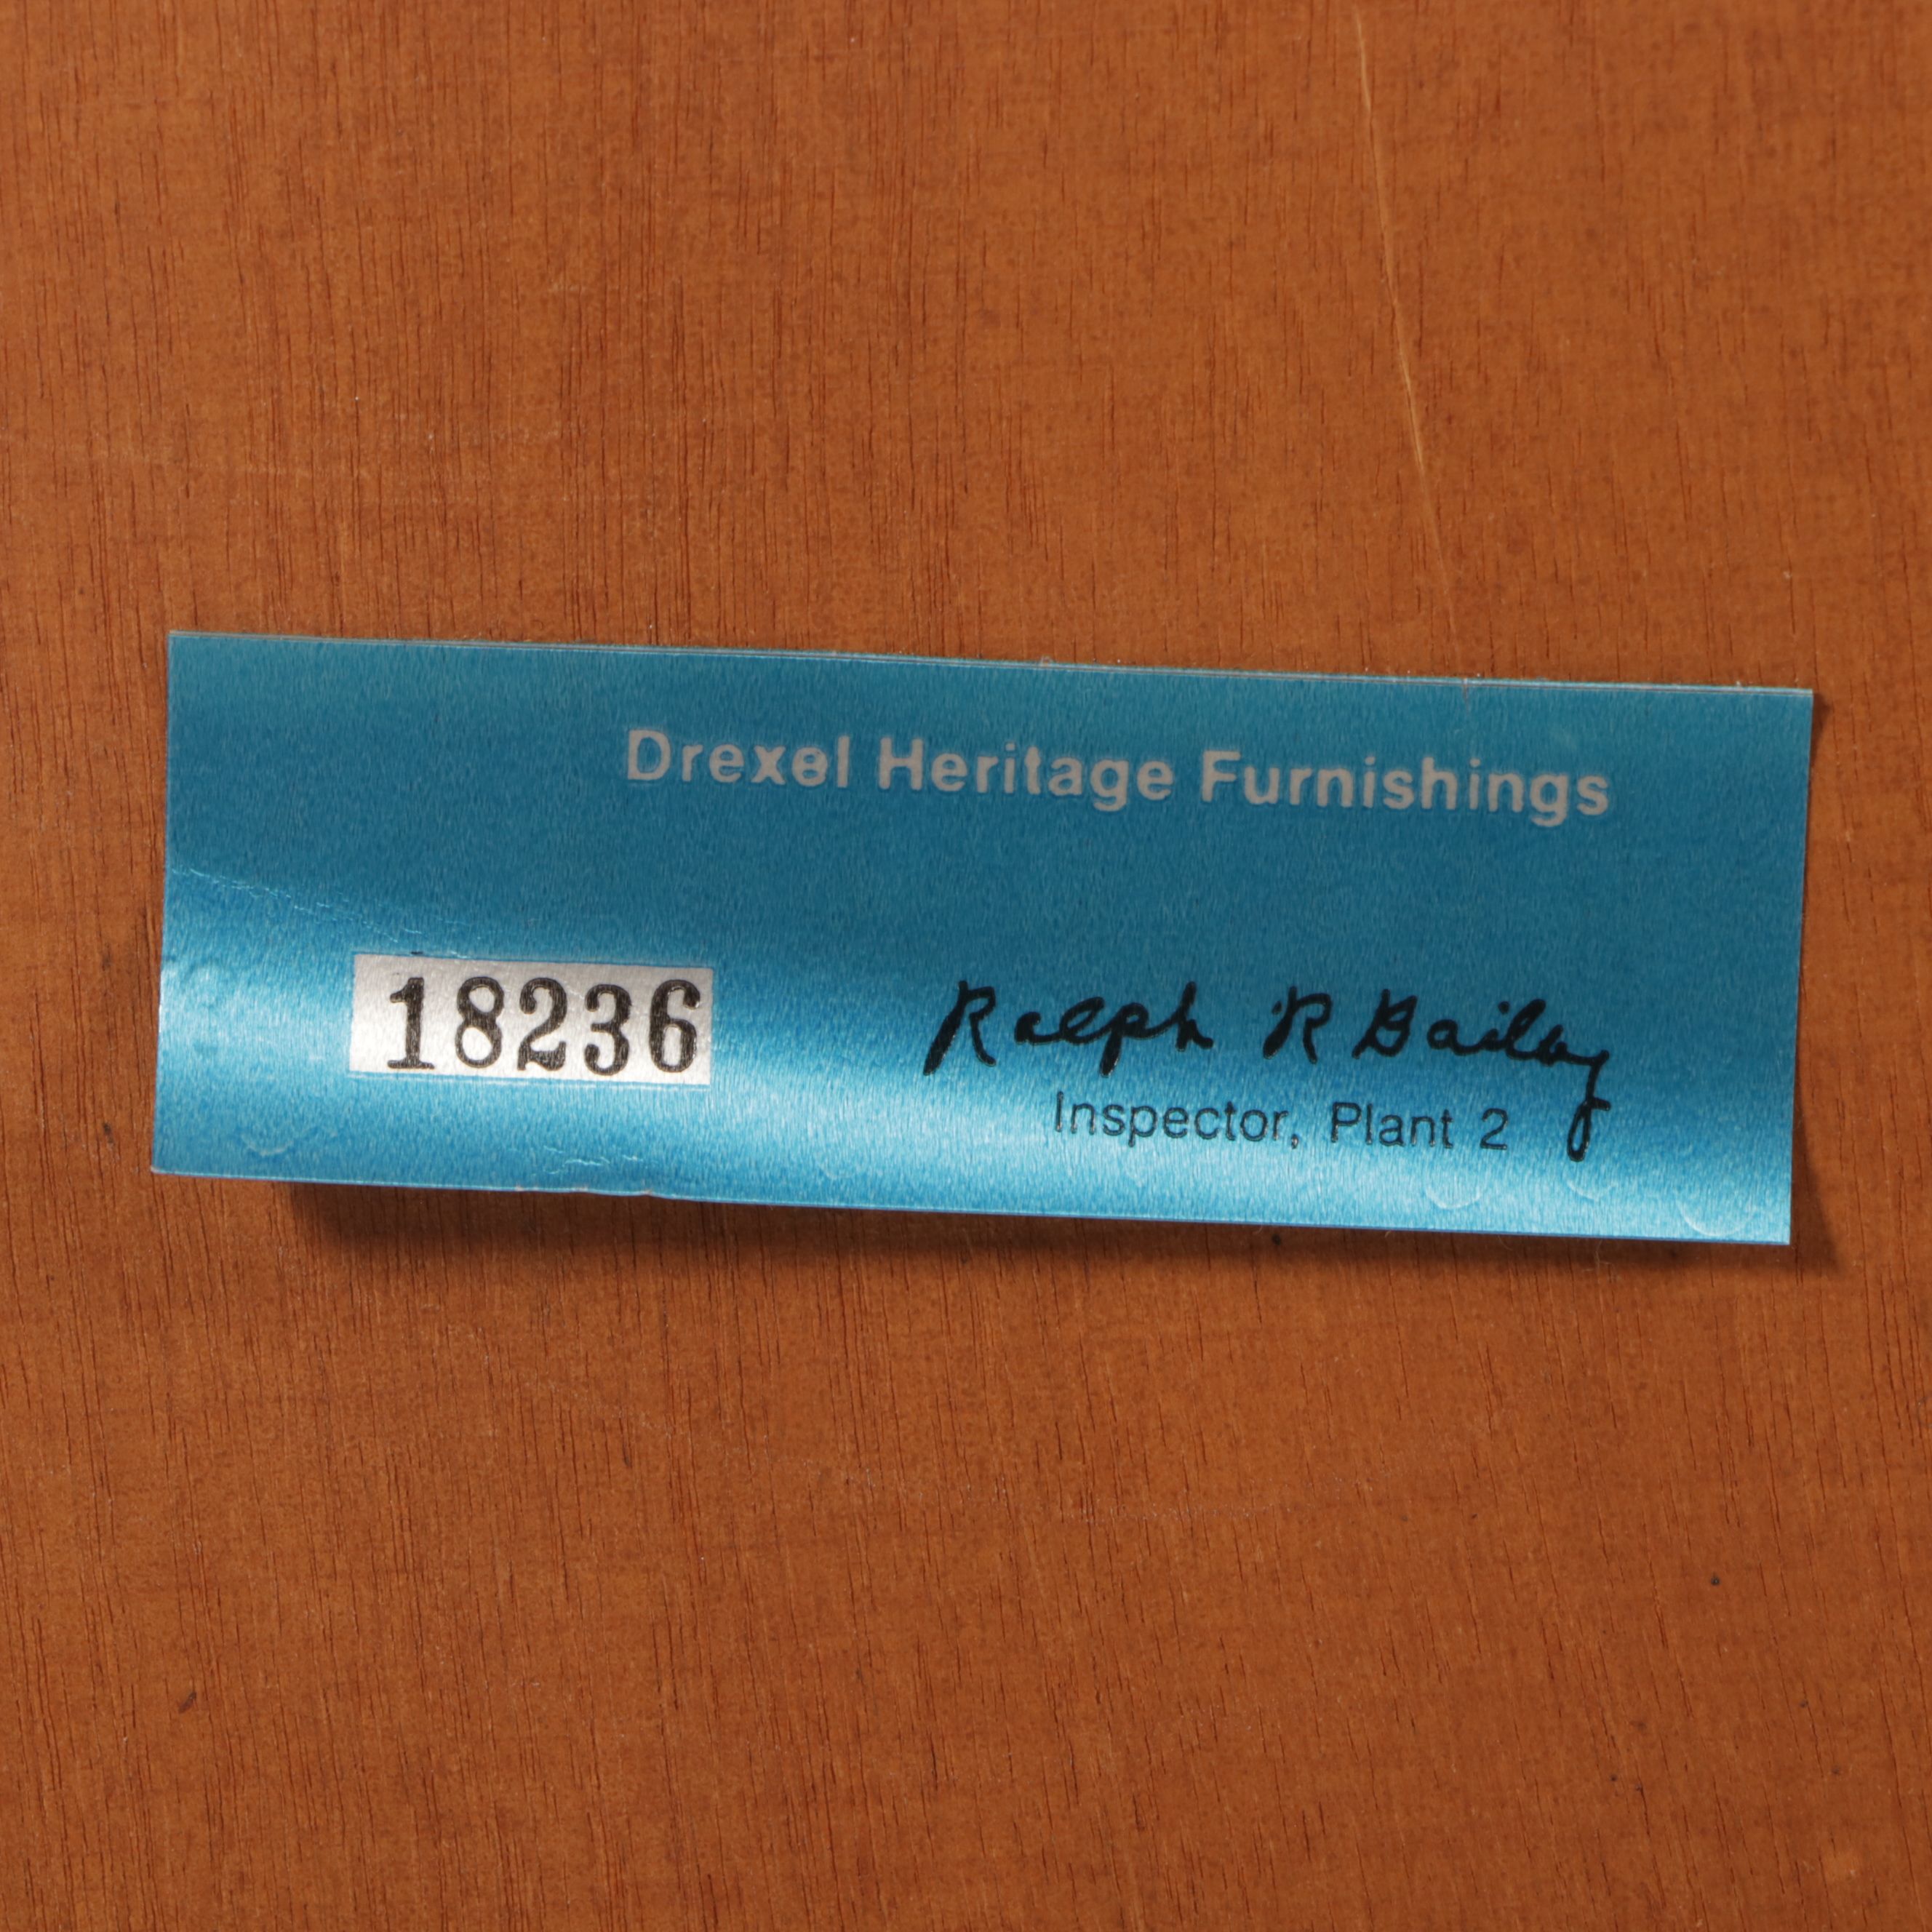 Drexel Heritage Furnishings
18236
Ralph R Bailey
Inspector, Plant 2